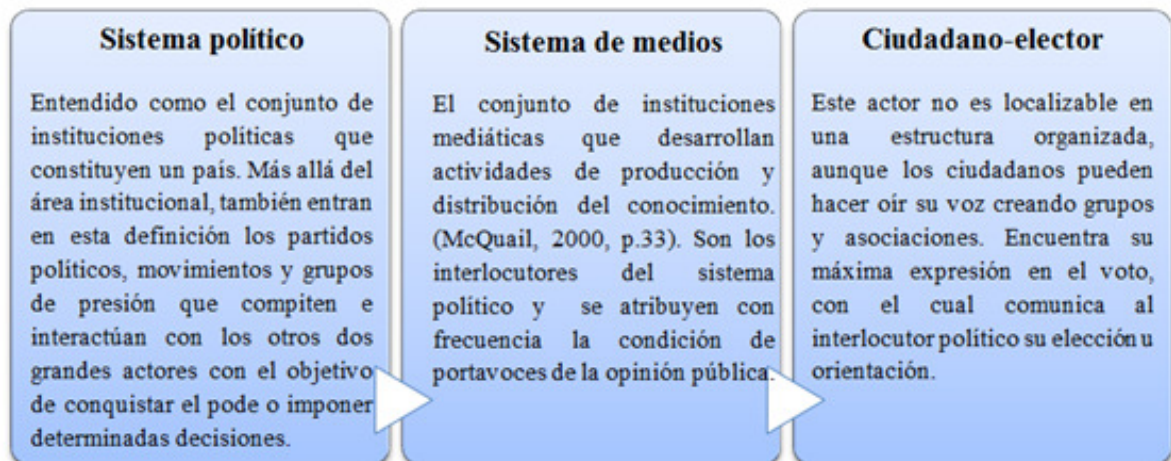 Sistema político
Entendido como el conjunto de
instituciones políticas que
constituyen un país. Más allá del
área institucional, también entran
en esta definición los partidos
políticos, movimientos y grupos
de presión que compiten e
interactúan con los otros dos
grandes actores con el objetivo
de conquistar el pode o imponer
determinadas decisiones.
Sistema de medios
El conjunto de instituciones
mediáticas que desarrollan
actividades de producción y
distribución del conocimiento.
(McQuail, 2000, p.33). Son los
interlocutores del sistema
político y se atribuyen con
frecuencia la condición de
portavoces de la opinión pública.
Ciudadano-elector
Este actor no es localizable en
una estructura organizada,
aunque los ciudadanos pueden
hacer oír su voz creando grupos
y asociaciones. Encuentra su
máxima expresión en el voto,
con el cual comunica al
interlocutor político su elección u
orientación.